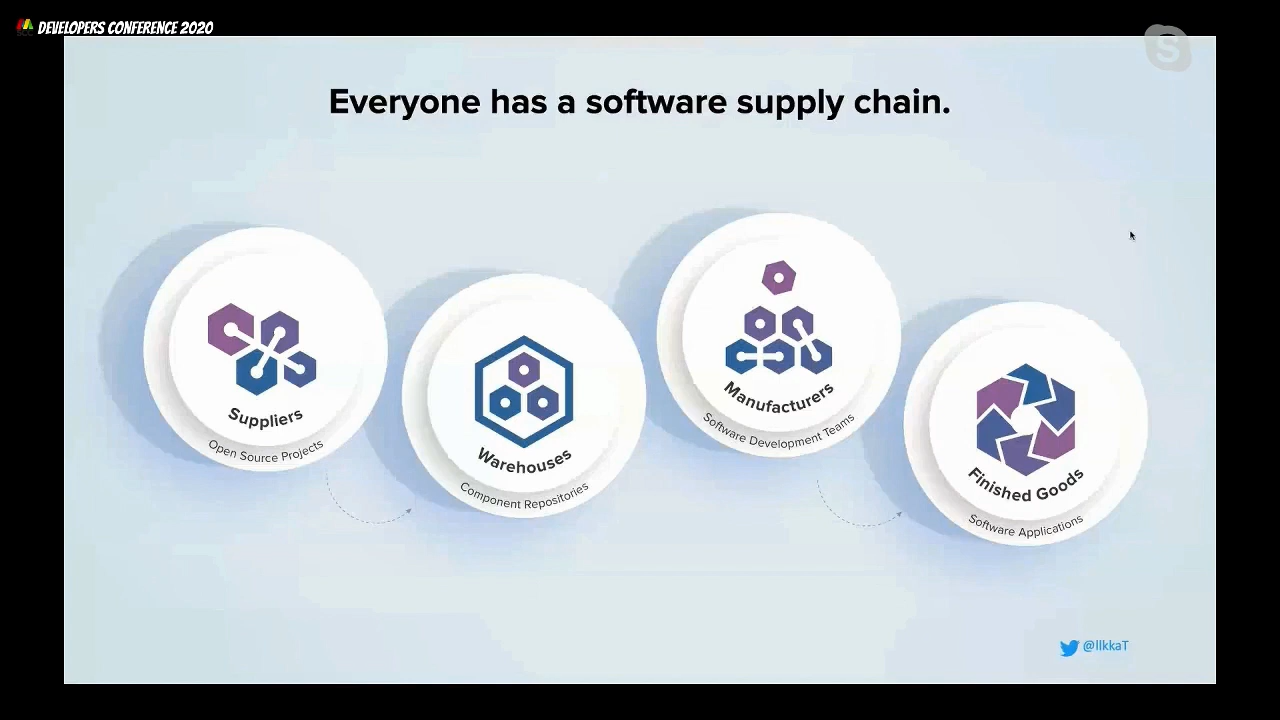 DEVELOPERS CONFERENCE 2020
S
Everyone has a software supply chain.
Suppliers
Open Source Projects
Warehouses
Component Repositories
Manufacturers
Software Development Teams
Finished Goods
Software Applications
@IlkkaT